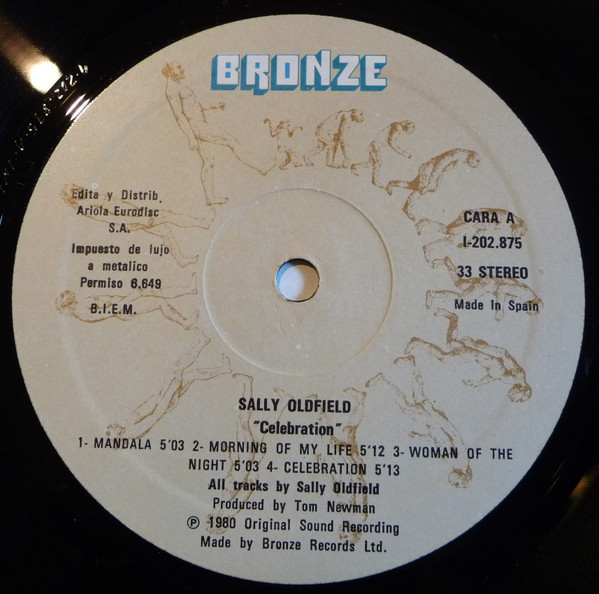 BRONZE
Edita y Distrib.
Ariola Eurodisc
S.A.
Impuesto de lujo
a metalico
Permiso 6.649
B.I.E.M.
CARA A
I-202.875
33 STEREO
Made In Spain
SALLY OLDFIELD
"Celebration"
1- MANDALA 5'03 2- MORNING OF MY LIFE 5'12 3- WOMAN OF THE
NIGHT 5'03 4- CELEBRATION 5'13
All tracks by Sally Oldfield
Produced by Tom Newman
℗ 1980 Original Sound Recording
Made by Bronze Records Ltd.